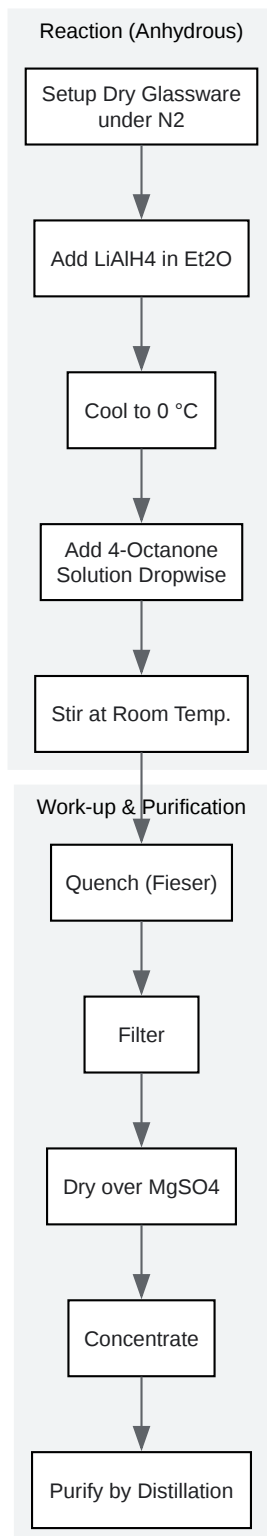 Reaction (Anhydrous)
Setup Dry Glassware
under N2
Add LiAlH4 in Et2O
Cool to 0 °C
Add 4-Octanone
Solution Dropwise
Stir at Room Temp.
Work-up & Purification
Quench (Fieser)
Filter
Dry over MgSO4
Concentrate
Purify by Distillation